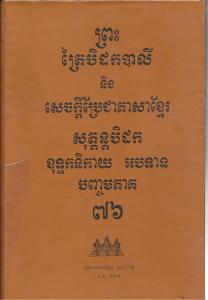 ព្រះ
ត្រៃបិដកបាលី
និង
សេចក្ដីប្រែជាភាសាខ្មែរ
សុត្តន្តបិដក
ខុទ្ទកនិកាយ អបទាន
បញ្ចមភាគ
៧៦